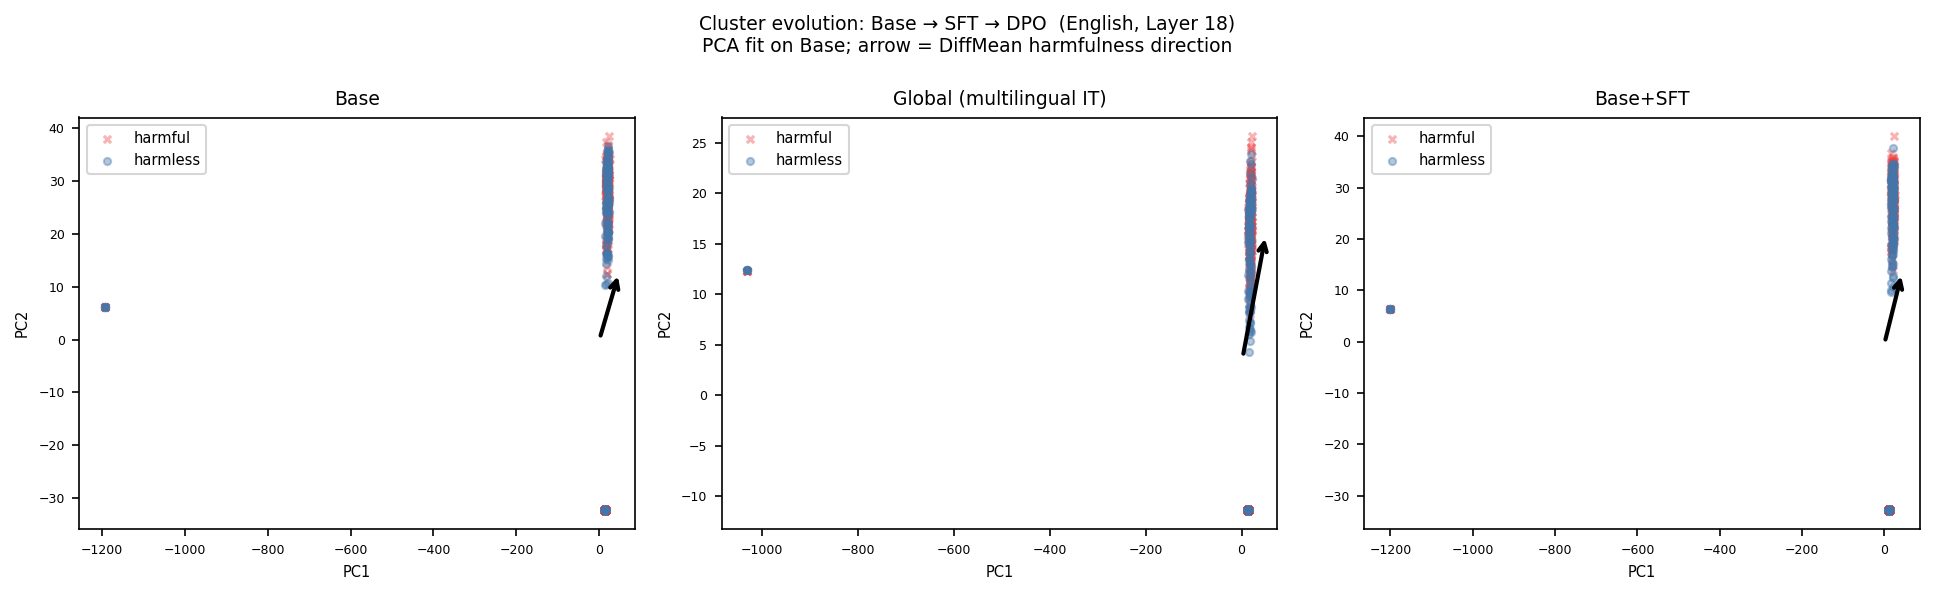 Cluster evolution: Base → SFT → DPO  (English, Layer 18)
PCA fit on Base; arrow = DiffMean harmfulness direction
Base
harmful
harmless
40
30
20
10
0
−10
−20
−30
PC2
−1200
−1000
−800
−600
−400
−200
0
PC1
Global (multilingual IT)
harmful
harmless
25
20
15
10
5
0
−5
−10
PC2
−1000
−800
−600
−400
−200
0
PC1
Base+SFT
harmful
harmless
40
30
20
10
0
−10
−20
−30
PC2
−1200
−1000
−800
−600
−400
−200
0
PC1